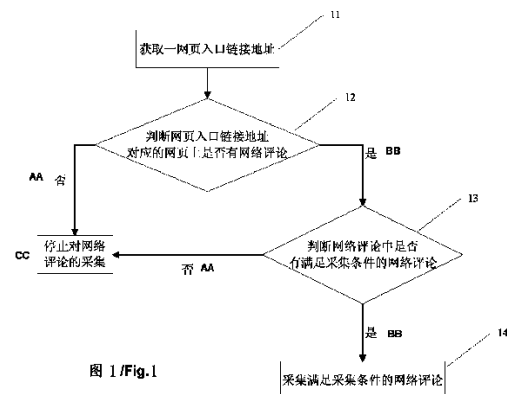 11
获取一网页入口链接地址
12
判断网页入口链接地址
对应的网页上是否有网络评论
AA 否
是 BB
13
CC
停止对网络
评论的采集
判断网络评论中是否
有满足采集条件的网络评论
否 AA
是 BB
14
采集满足采集条件的网络评论
图 1/Fig.1